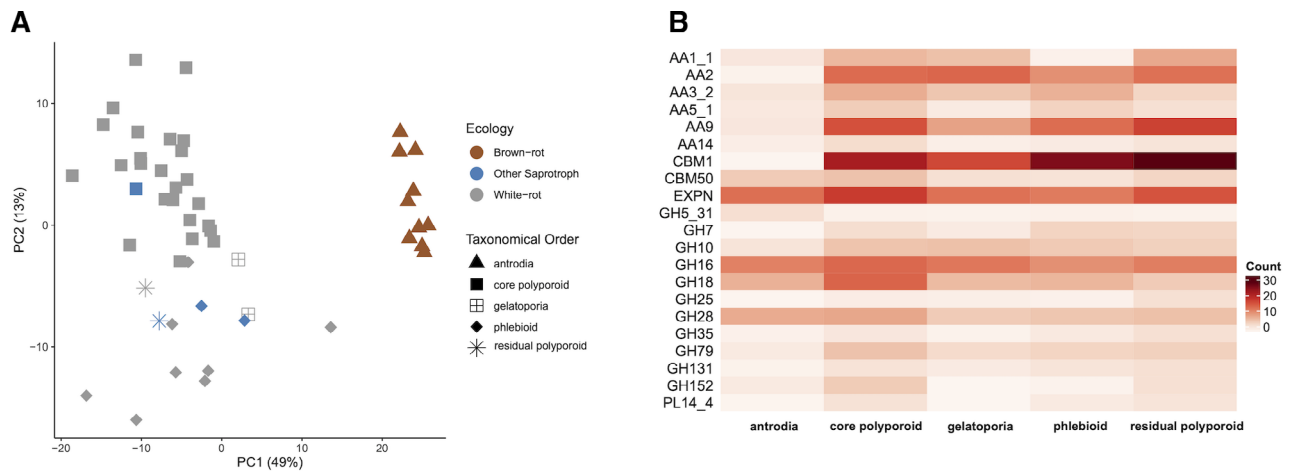 A
10
0
−10
PC2 (13%)
−20
−10
0
10
20
PC1 (49%)
Ecology
Brown−rot
Other Saprotroph
White−rot
Taxonomical Order
antrodia
core polyporoid
gelatoporia
phlebioid
residual polyporoid
B
AA1_1
AA2
AA3_2
AA5_1
AA9
AA14
CBM1
CBM50
EXPN
GH5_31
GH7
GH10
GH16
GH18
GH25
GH28
GH35
GH79
GH131
GH152
PL14_4
antrodia
core polyporoid
gelatoporia
phlebioid
residual polyporoid
Count
30
20
10
0